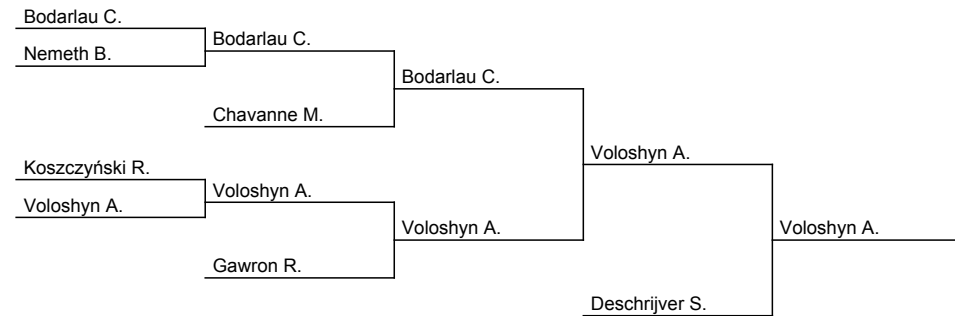 Bodarlau C.
Nemeth B.
Bodarlau C.
Bodarlau C.
Chavanne M.
Koszczyński R.
Voloshyn A.
Voloshyn A.
Voloshyn A.
Voloshyn A.
Gawron R.
Voloshyn A.
Deschrijver S.